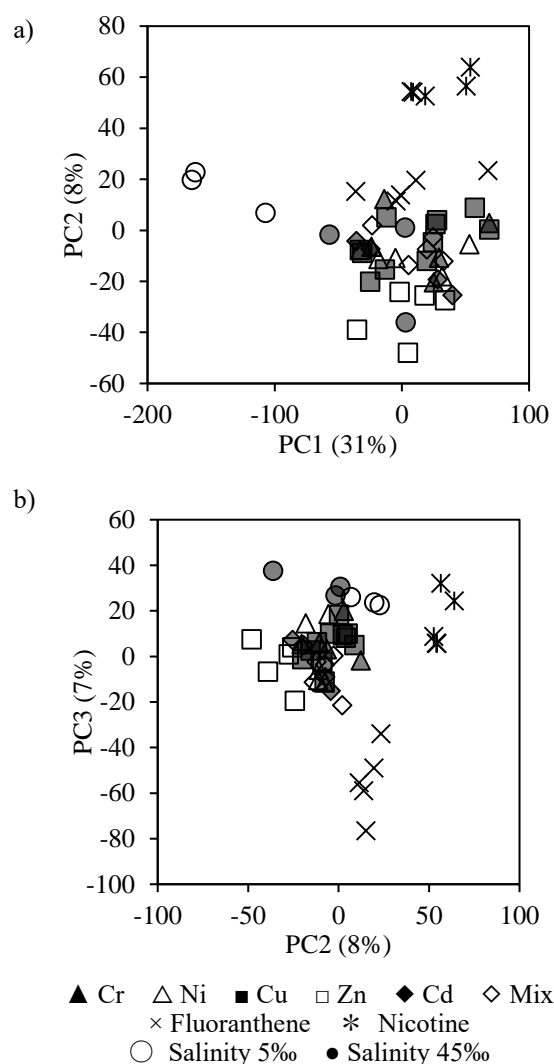 a)
80
60
40
20
0
-20
-40
-60
PC2 (8%)
-200 -100 0 100
PC1 (31%)
b)
60
40
20
0
-20
-40
-60
-80
-100
PC3 (7%)
-100 -50 0 50 100
PC2 (8%)
▲ Cr △ Ni ■ Cu □ Zn ◆ Cd ◇ Mix
× Fluoranthene ＊ Nicotine
○ Salinity 5‰ ● Salinity 45‰